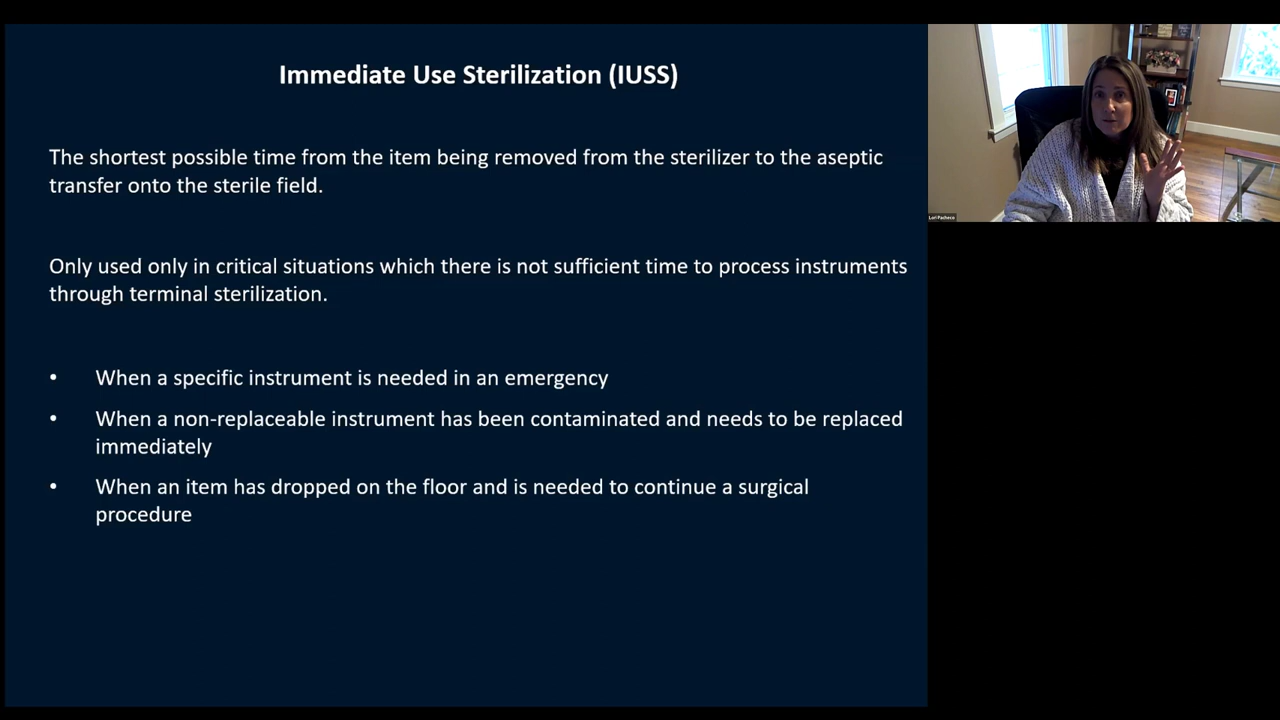 Immediate Use Sterilization (IUSS)
The shortest possible time from the item being removed from the sterilizer to the aseptic
transfer onto the sterile field.
Only used only in critical situations which there is not sufficient time to process instruments
through terminal sterilization.
• When a specific instrument is needed in an emergency
• When a non-replaceable instrument has been contaminated and needs to be replaced
immediately
• When an item has dropped on the floor and is needed to continue a surgical
procedure
Lori Pacheco